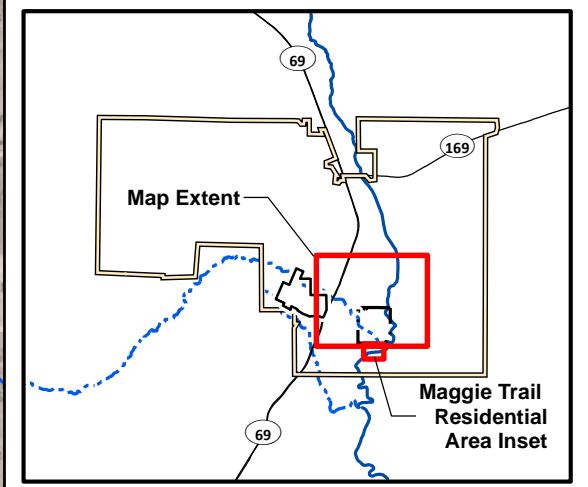 69
169
Map Extent
Maggie Trail
Residential
Area Inset
69